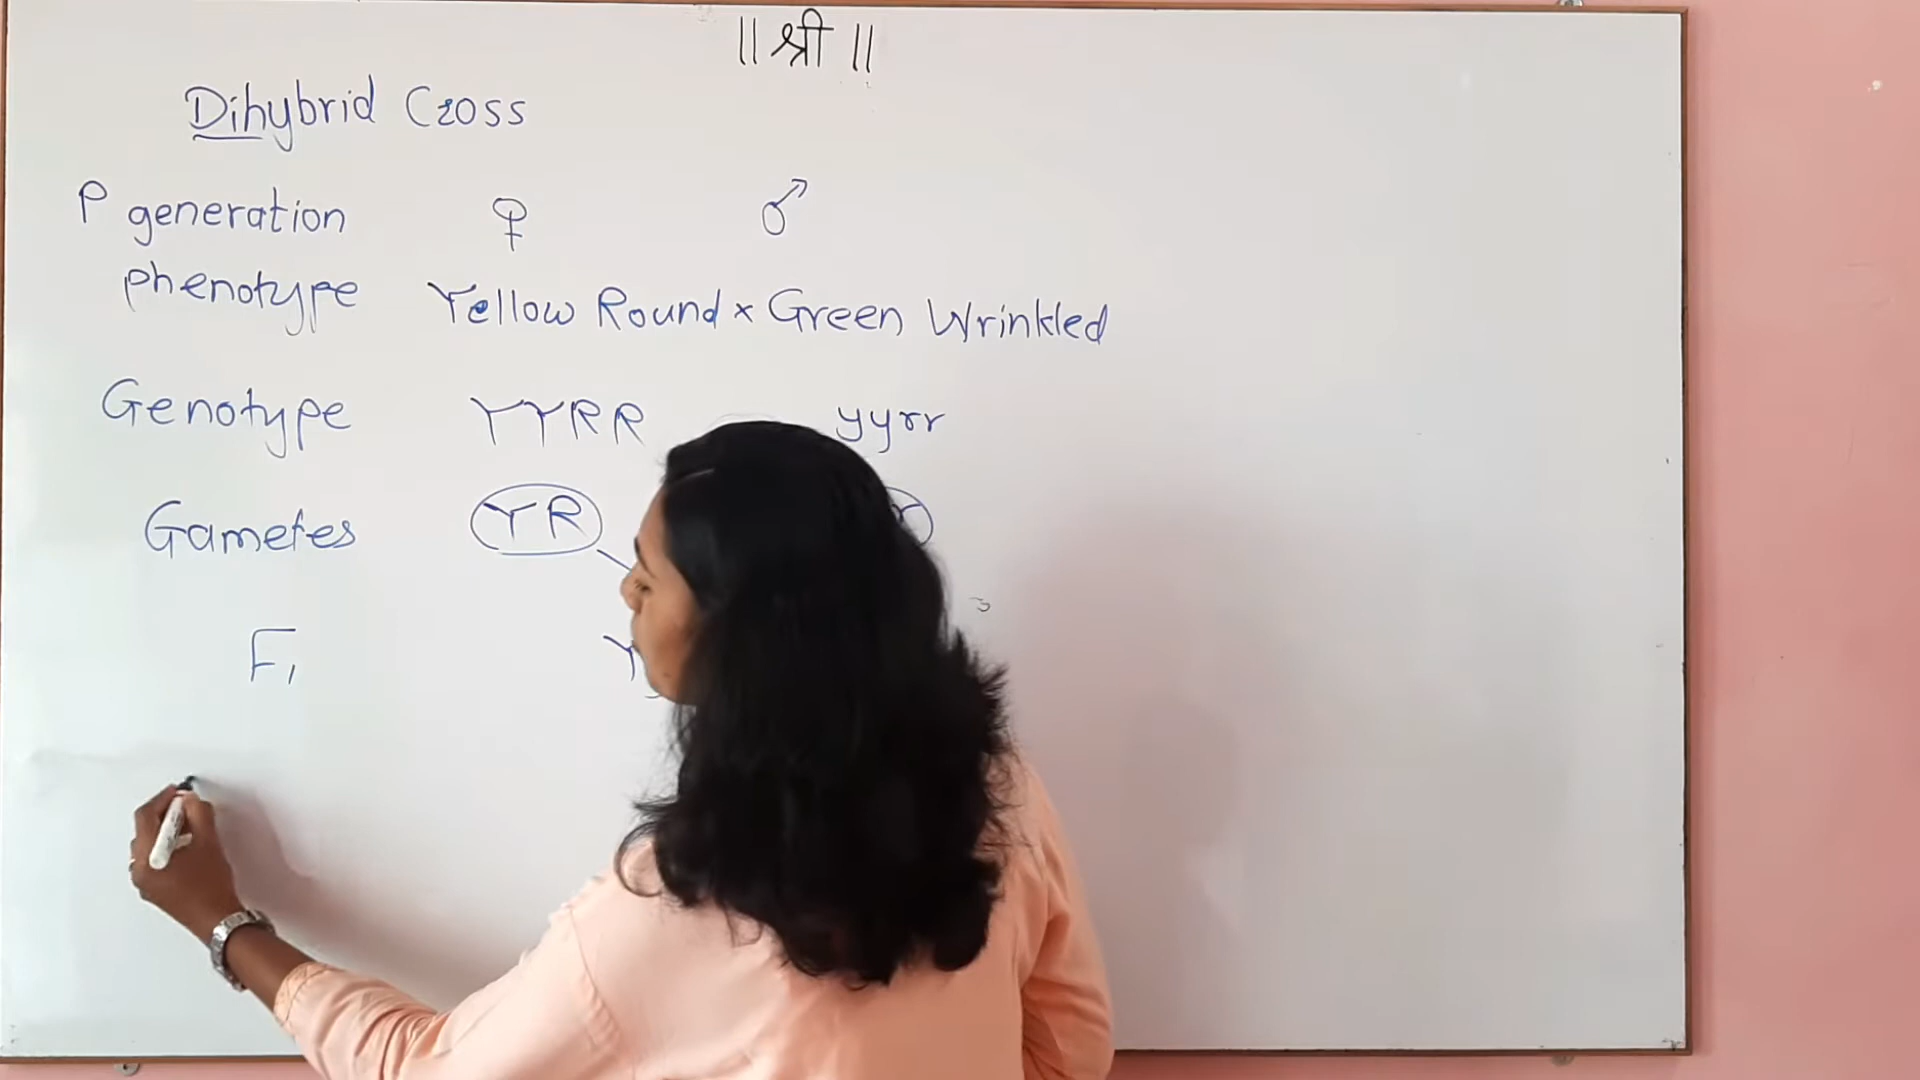 || श्री ||
Dihybrid Cross
P generation ♀ ♂
phenotype Yellow Round × Green Wrinkled
Genotype YYRR yyrr
Gametes YR
F1